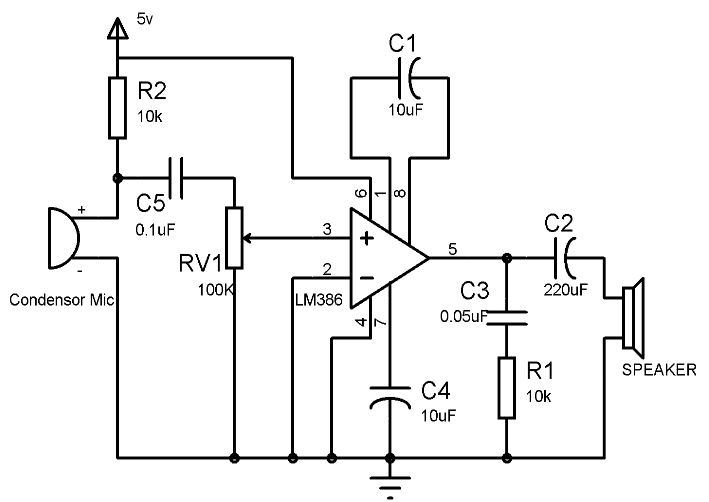 5v
C1
10uF
R2
10k
6
1
8
C5
0.1uF
+
-
Condensor Mic
RV1
100K
3
+
2
-
LM386
4
7
5
C2
220uF
C3
0.05uF
R1
10k
SPEAKER
C4
10uF